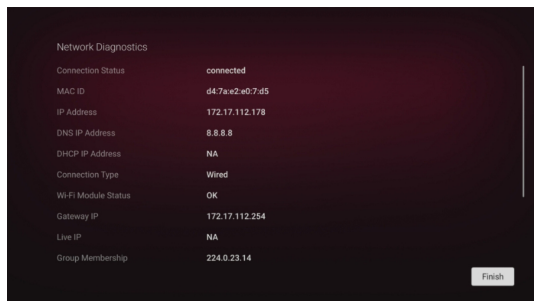 Network Diagnostics
Connection Status connected
MAC ID d4:7a:e2:e0:7:d5
IP Address 172.17.112.178
DNS IP Address 8.8.8.8
DHCP IP Address NA
Connection Type Wired
Wi-Fi Module Status OK
Gateway IP 172.17.112.254
Live IP NA
Group Membership 224.0.23.14
Finish